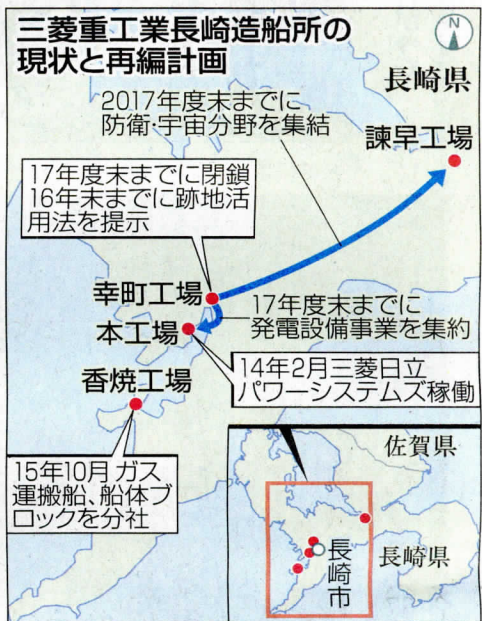 三菱重工業長崎造船所の
現状と再編計画
N
長崎県
2017年度末までに
防衛・宇宙分野を集結
諫早工場
17年度末までに閉鎖
16年末までに跡地活
用法を提示
幸町工場
17年度末までに
発電設備事業を集約
本工場
14年2月三菱日立
パワーシステムズ稼働
香焼工場
15年10月 ガス
運搬船、船体ブ
ロックを分社
佐賀県
長崎県
長崎市